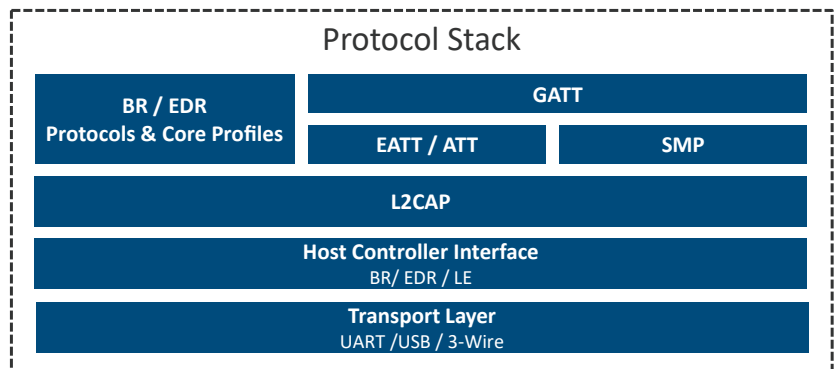 Protocol Stack
BR / EDR
Protocols & Core Profiles
GATT
EATT / ATT
SMP
L2CAP
Host Controller Interface
BR/ EDR / LE
Transport Layer
UART /USB / 3-Wire